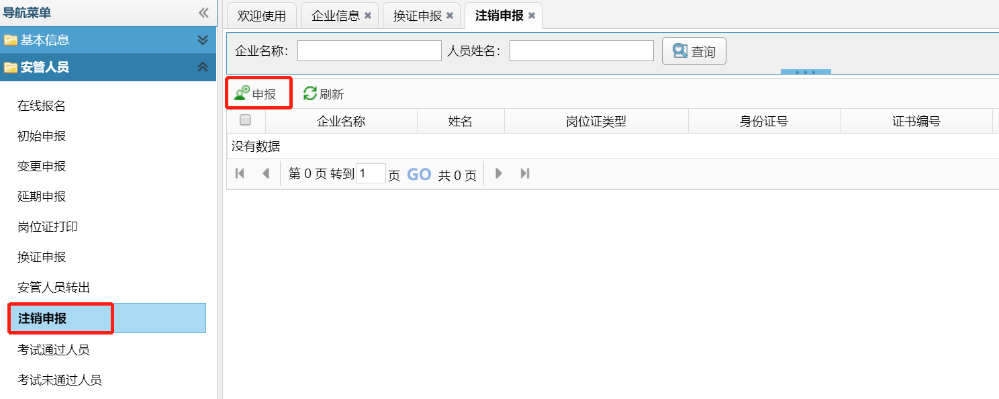 导航菜单
基本信息
安管人员
在线报名
初始申报
变更申报
延期申报
岗位证打印
换证申报
安管人员转出
注销申报
考试通过人员
考试未通过人员
欢迎使用 企业信息 换证申报 注销申报
企业名称： 人员姓名： 查询
申报 刷新
企业名称 姓名 岗位证类型 身份证号 证书编号
没有数据
第 0 页 转到 1 页 GO 共 0 页